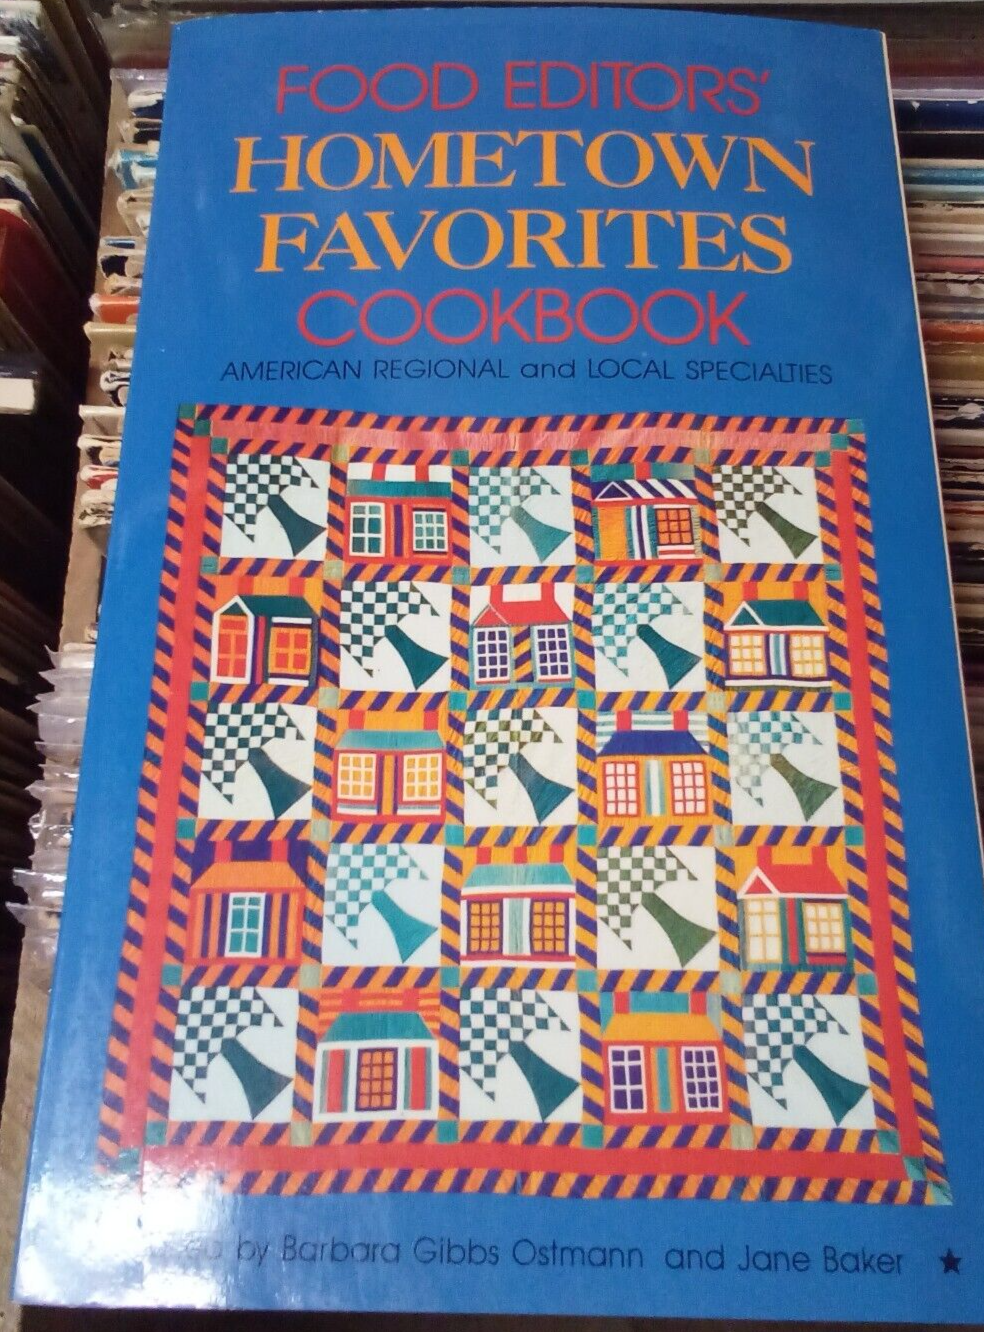 FOOD EDITORS'
HOMETOWN
FAVORITES
COOKBOOK
AMERICAN REGIONAL and LOCAL SPECIALTIES
by Barbara Gibbs Ostmann and Jane Baker